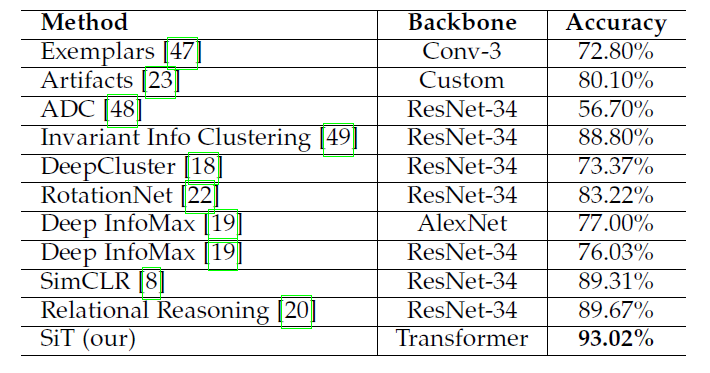 Method Backbone Accuracy
Exemplars [47] Conv-3 72.80%
Artifacts [23] Custom 80.10%
ADC [48] ResNet-34 56.70%
Invariant Info Clustering [49] ResNet-34 88.80%
DeepCluster [18] ResNet-34 73.37%
RotationNet [22] ResNet-34 83.22%
Deep InfoMax [19] AlexNet 77.00%
Deep InfoMax [19] ResNet-34 76.03%
SimCLR [8] ResNet-34 89.31%
Relational Reasoning [20] ResNet-34 89.67%
SiT (our) Transformer 93.02%